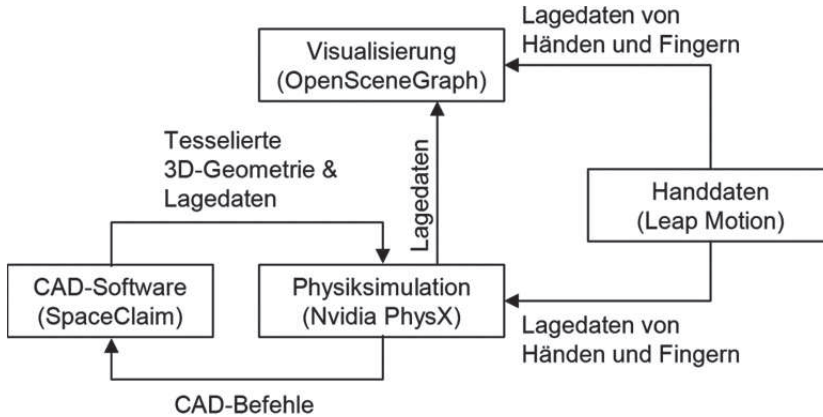 Lagedaten von
Händen und Fingern
Visualisierung
(OpenSceneGraph)
Tesselierte
3D-Geometrie &
Lagedaten
Lagedaten
Handdaten
(Leap Motion)
CAD-Software
(SpaceClaim)
Physiksimulation
(Nvidia PhysX)
Lagedaten von
Händen und Fingern
CAD-Befehle